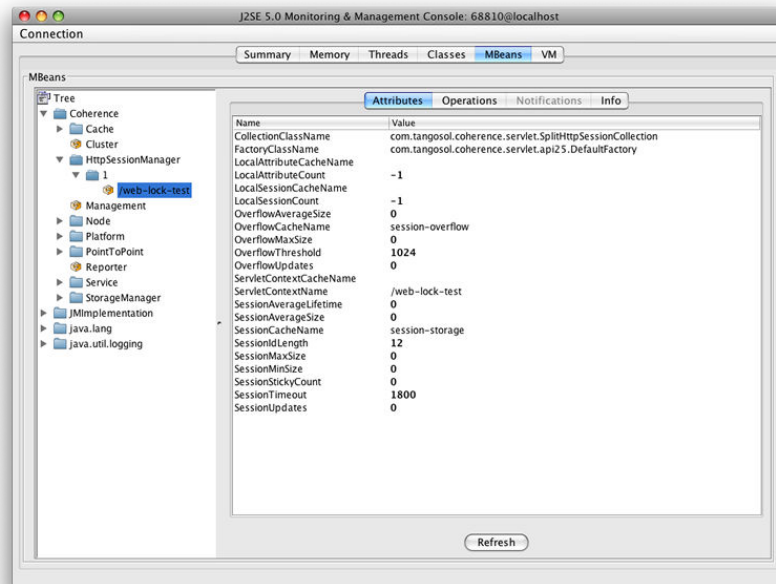 J2SE 5.0 Monitoring & Management Console: 68810@localhost
Connection
Summary Memory Threads Classes MBeans VM
MBeans
Tree
Coherence
Cache
Cluster
HttpSessionManager
1
/web-lock-test
Management
Node
Platform
PointToPoint
Reporter
Service
StorageManager
JMImplementation
java.lang
java.util.logging
Attributes Operations Notifications Info
Name Value
CollectionClassName com.tangosol.coherence.servlet.SplitHttpSessionCollection
FactoryClassName com.tangosol.coherence.servlet.api25.DefaultFactory
LocalAttributeCacheName
LocalAttributeCount -1
LocalSessionCacheName
LocalSessionCount -1
OverflowAverageSize 0
OverflowCacheName session-overflow
OverflowMaxSize 0
OverflowThreshold 1024
OverflowUpdates 0
ServletContextCacheName
ServletContextName /web-lock-test
SessionAverageLifetime 0
SessionAverageSize 0
SessionCacheName session-storage
SessionIdLength 12
SessionMaxSize 0
SessionMinSize 0
SessionStickyCount 0
SessionTimeout 1800
SessionUpdates 0
Refresh